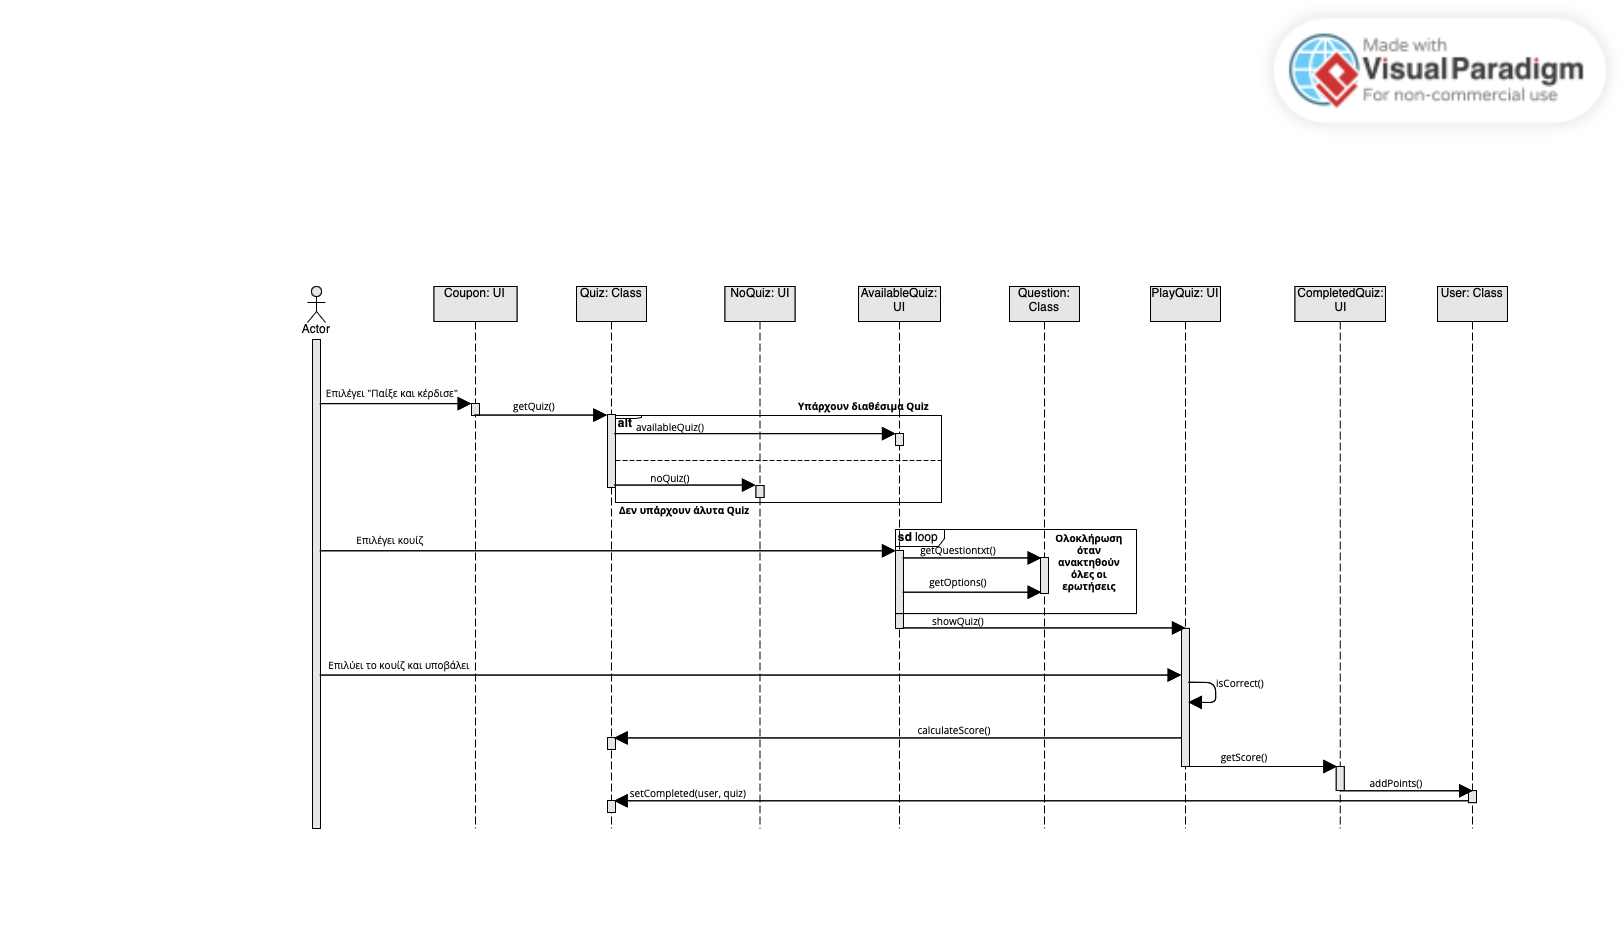 Made with
Visual Paradigm
For non-commercial use
Actor
Coupon: UI
Quiz: Class
NoQuiz: UI
AvailableQuiz:
UI
Question:
Class
PlayQuiz: UI
CompletedQuiz:
UI
User: Class
Επιλέγει "Παίξε και κέρδισε"
getQuiz()
Υπάρχουν διαθέσιμα Quiz
alt
availableQuiz()
noQuiz()
Δεν υπάρχουν άλυτα Quiz
Επιλέγει κουίζ
sd loop
getQuestiontxt()
Ολοκλήρωση
όταν
ανακτηθούν
όλες οι
ερωτήσεις
getOptions()
showQuiz()
Επιλύει το κουίζ και υποβάλει
isCorrect()
calculateScore()
getScore()
addPoints()
setCompleted(user, quiz)